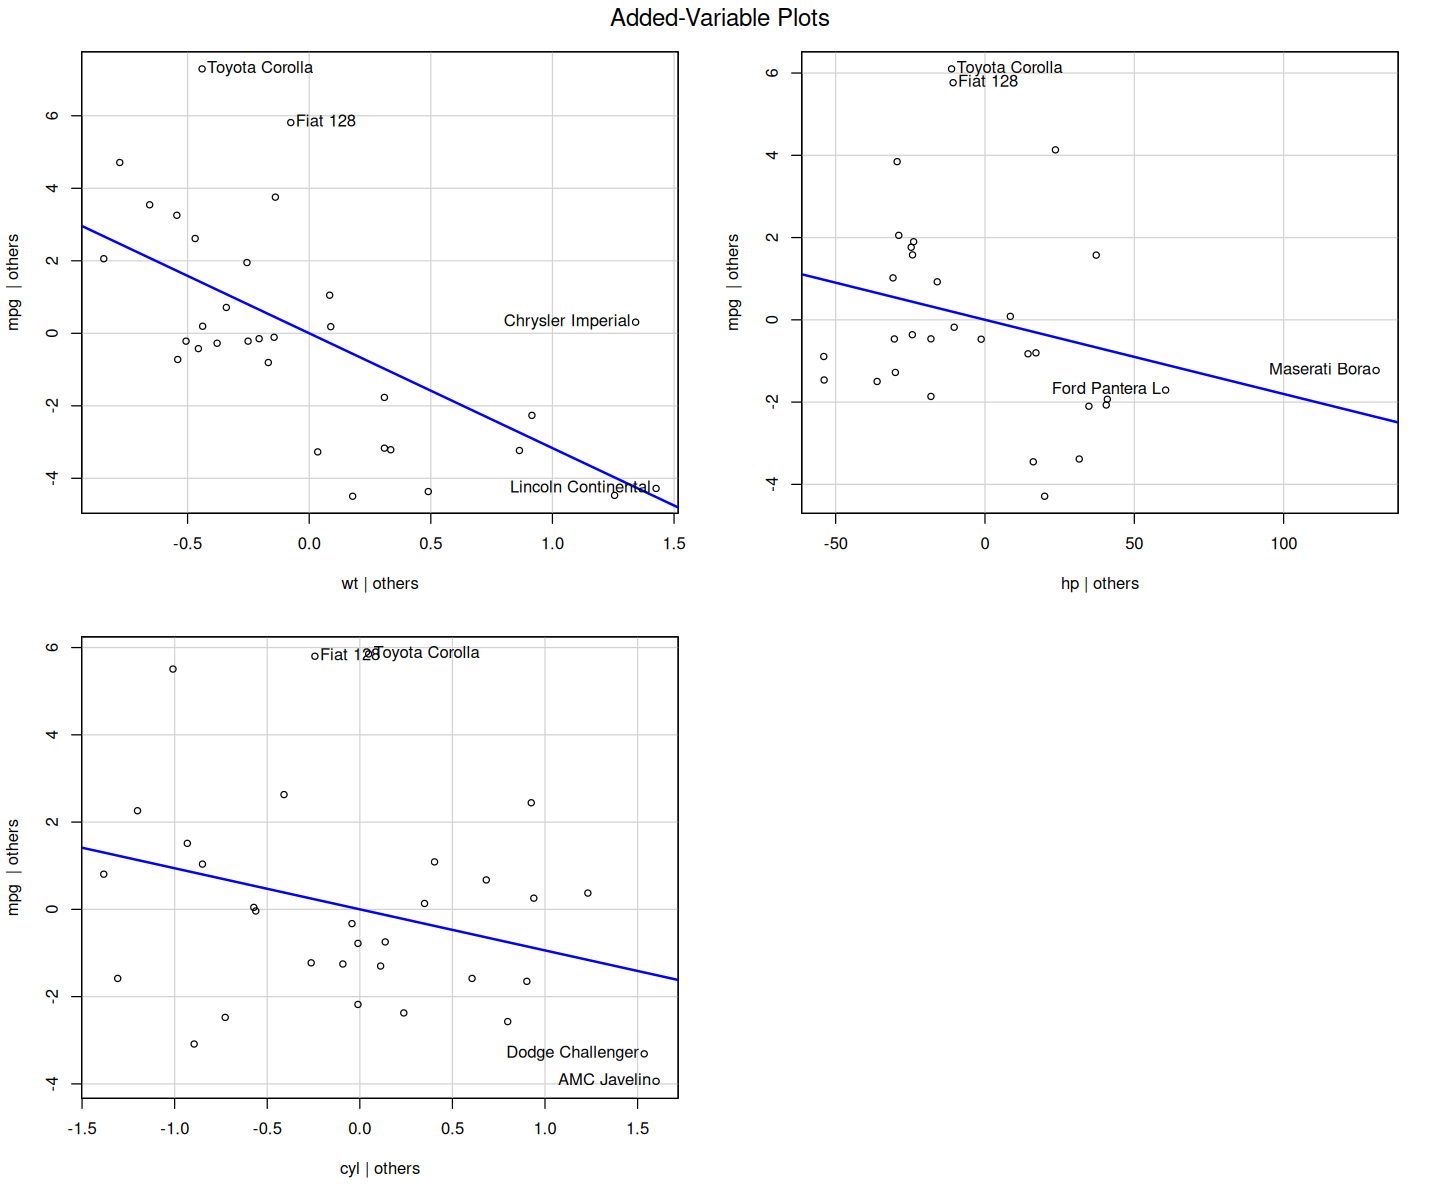 Added-Variable Plots
Toyota Corolla
Fiat 128
Chrysler Imperial
Lincoln Continental
6
4
2
0
-2
-4
mpg | others
-0.5 0.0 0.5 1.0 1.5
wt | others
Toyota Corolla
Fiat 128
Maserati Bora
Ford Pantera L
6
4
2
0
-2
-4
mpg | others
-50 0 50 100
hp | others
Fiat 128 Toyota Corolla
Dodge Challenger
AMC Javelin
6
4
2
0
-2
-4
mpg | others
-1.5 -1.0 -0.5 0.0 0.5 1.0 1.5
cyl | others